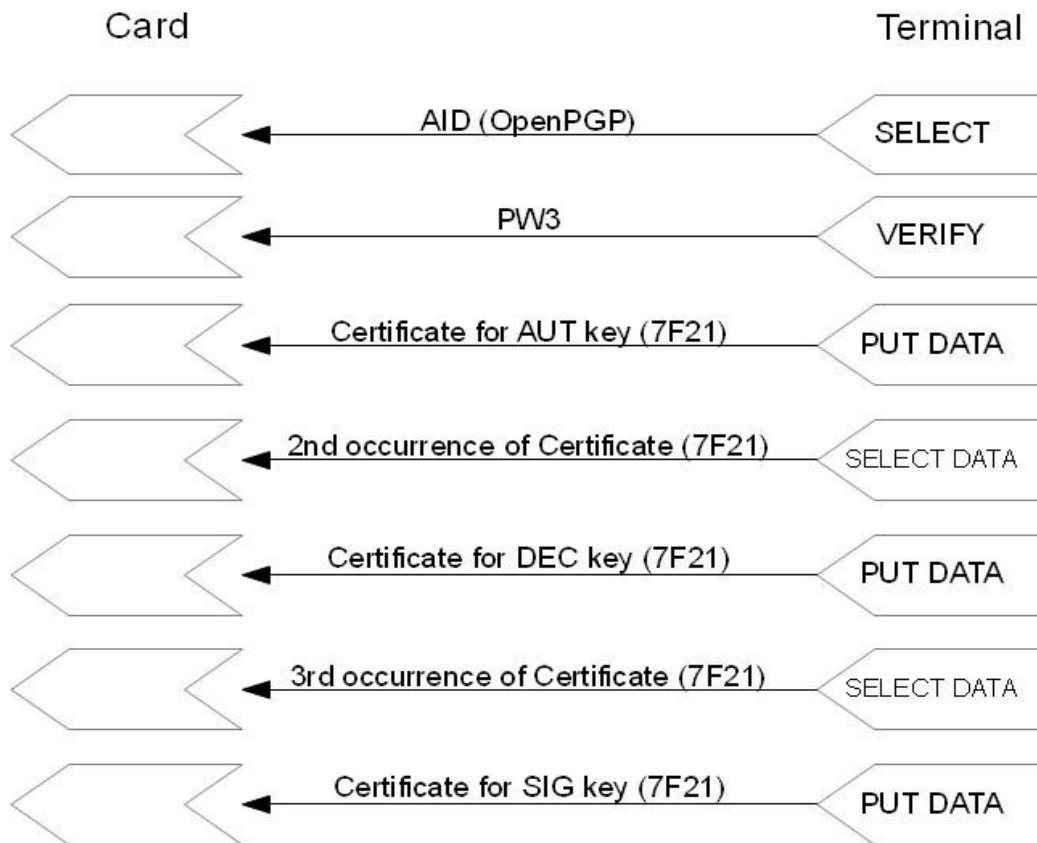 Card
Terminal
AID (OpenPGP)
SELECT
PW3
VERIFY
Certificate for AUT key (7F21)
PUT DATA
2nd occurrence of Certificate (7F21)
SELECT DATA
Certificate for DEC key (7F21)
PUT DATA
3rd occurrence of Certificate (7F21)
SELECT DATA
Certificate for SIG key (7F21)
PUT DATA